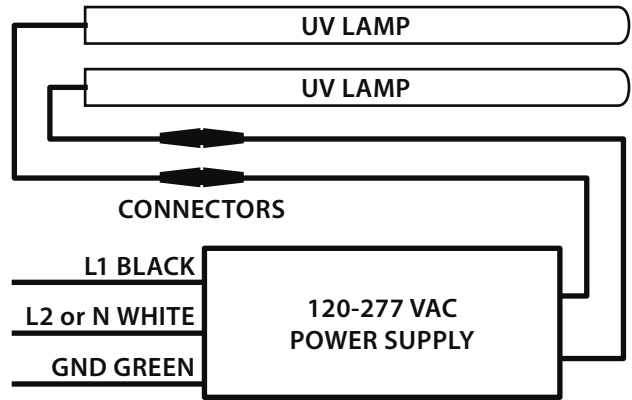 UV LAMP
UV LAMP
CONNECTORS
L1 BLACK
L2 or N WHITE
GND GREEN
120-277 VAC
POWER SUPPLY